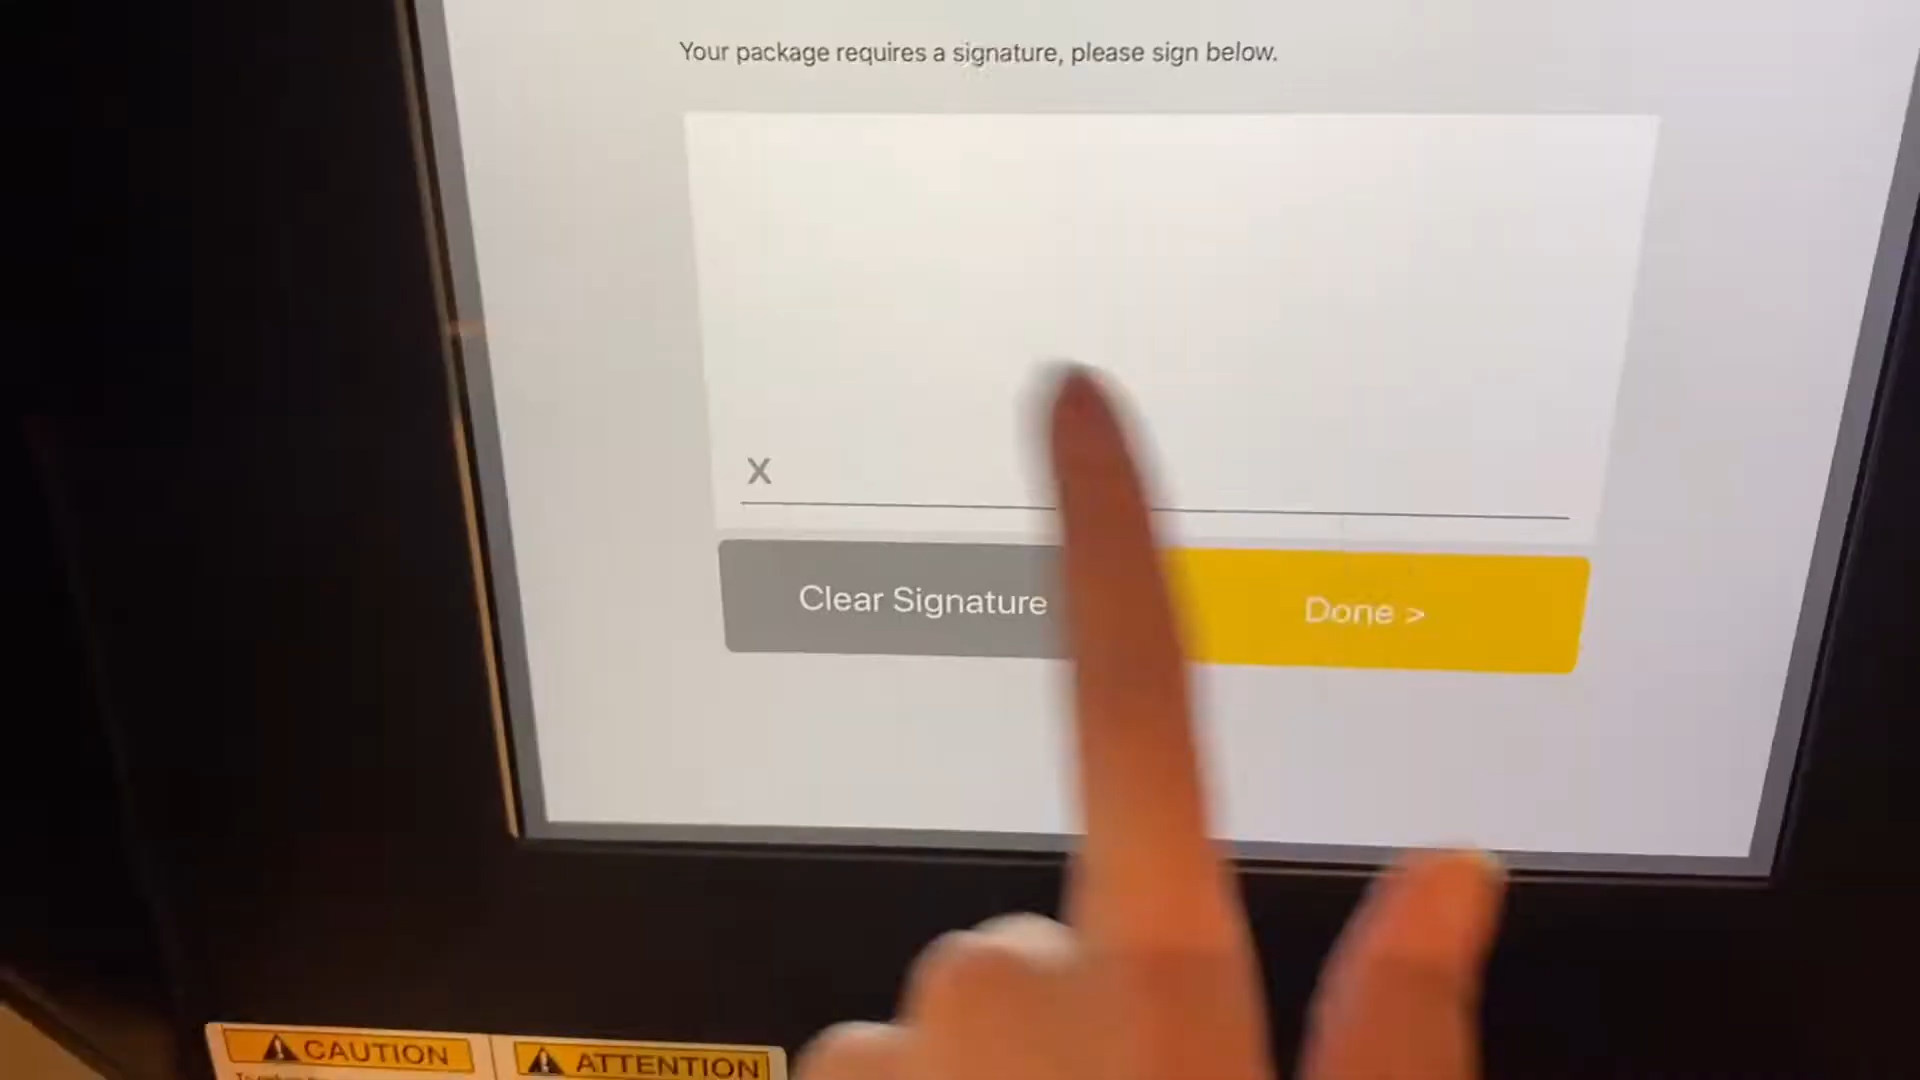 Your package requires a signature, please sign below.
X
Clear Signature
Done >
CAUTION
ATTENTION